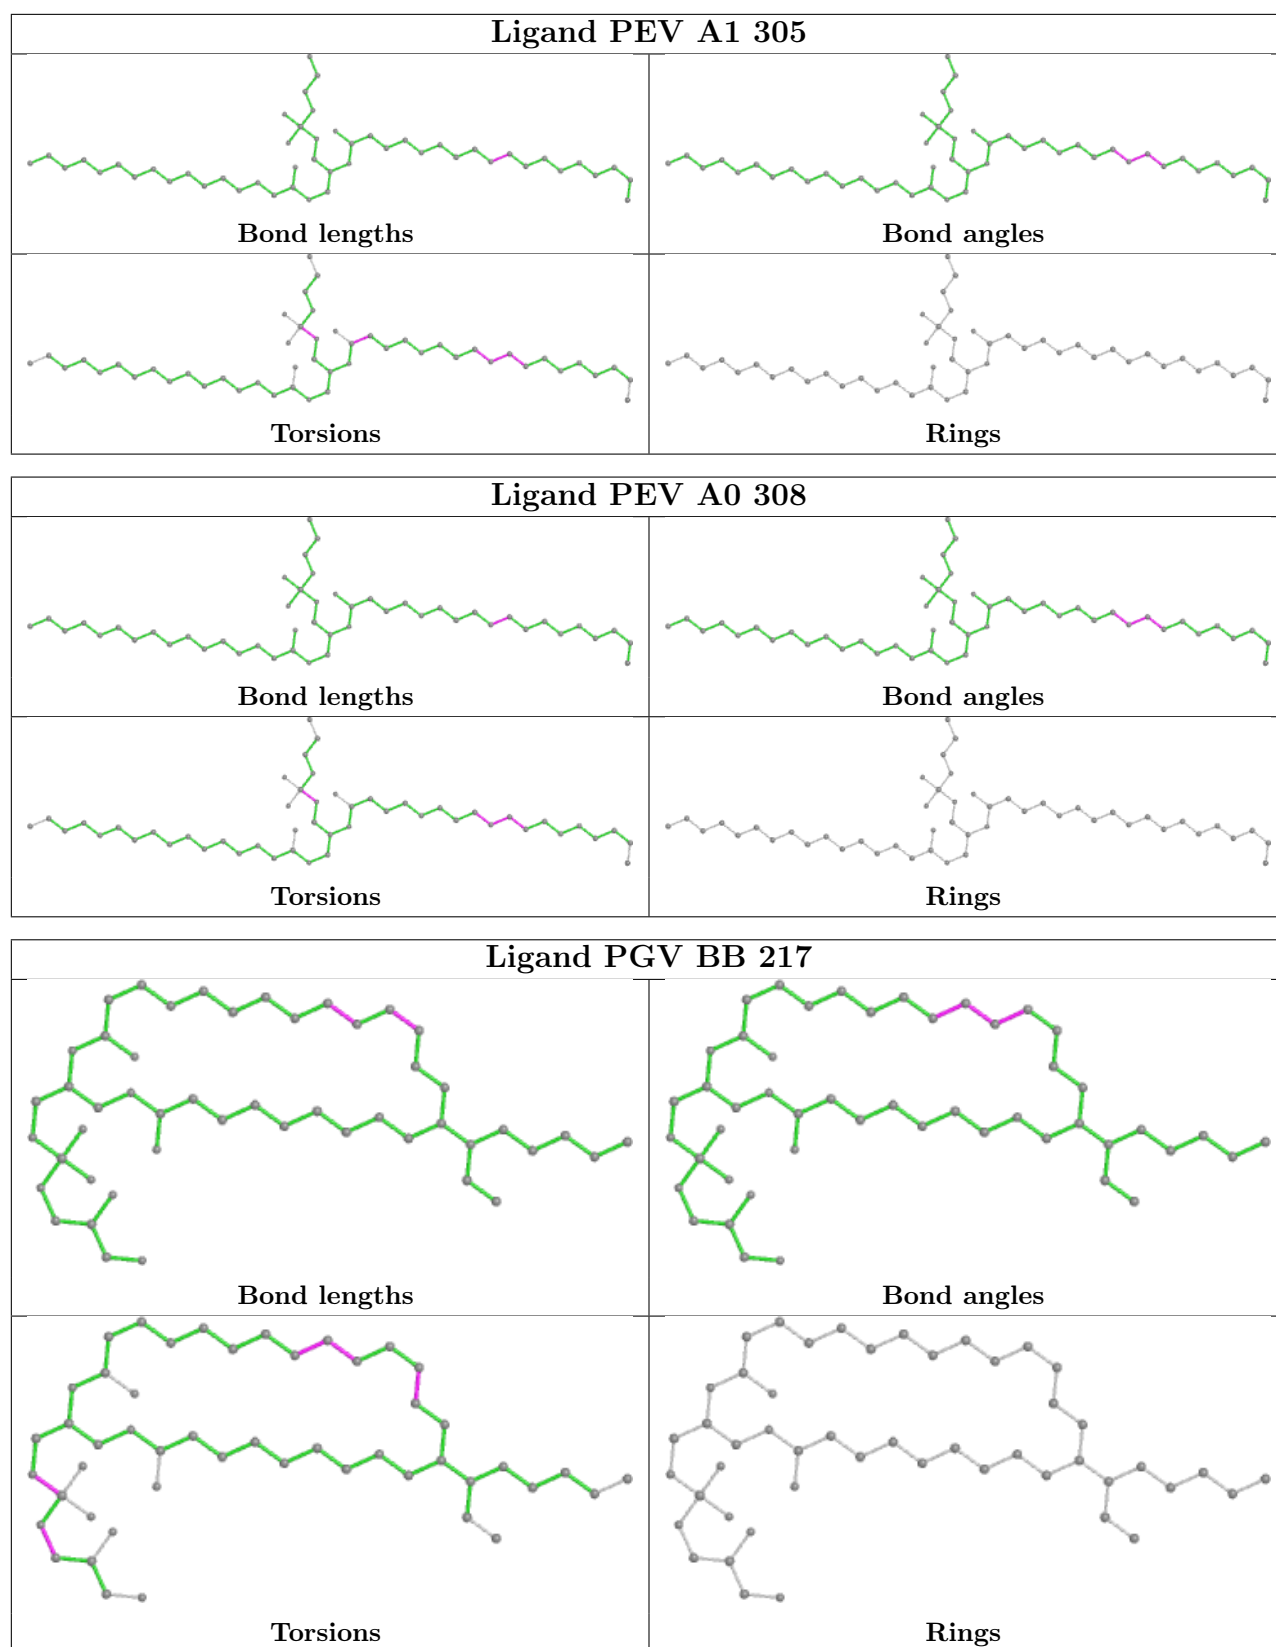 Ligand PEV A1 305
Bond lengths
Bond angles
Torsions
Rings
Ligand PEV A0 308
Bond lengths
Bond angles
Torsions
Rings
Ligand PGV BB 217
Bond lengths
Bond angles
Torsions
Rings